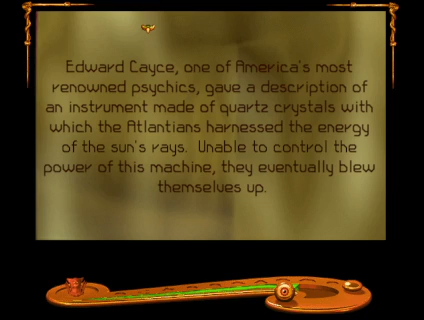 Edward Cayce, one of America's most
renowned psychics, gave a description of
an instrument made of quartz crystals with
which the Atlantians harnessed the energy
of the sun's rays. Unable to control the
power of this machine, they eventually blew
themselves up.